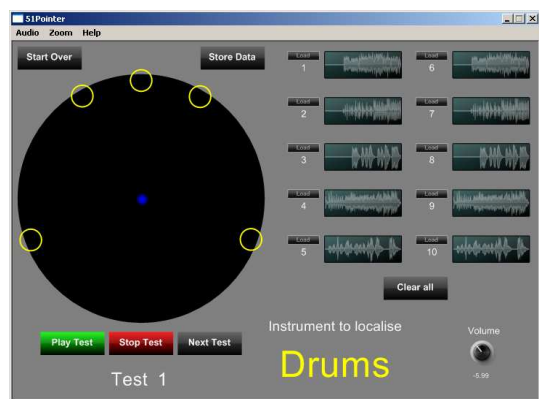 51Pointer
Audio Zoom Help
Start Over
Store Data
Load
1
Load
6
Load
2
Load
7
Load
3
Load
8
Load
4
Load
9
Load
5
Load
10
Clear all
Play Test
Stop Test
Next Test
Test 1
Instrument to localise
Drums
Volume
-5.99